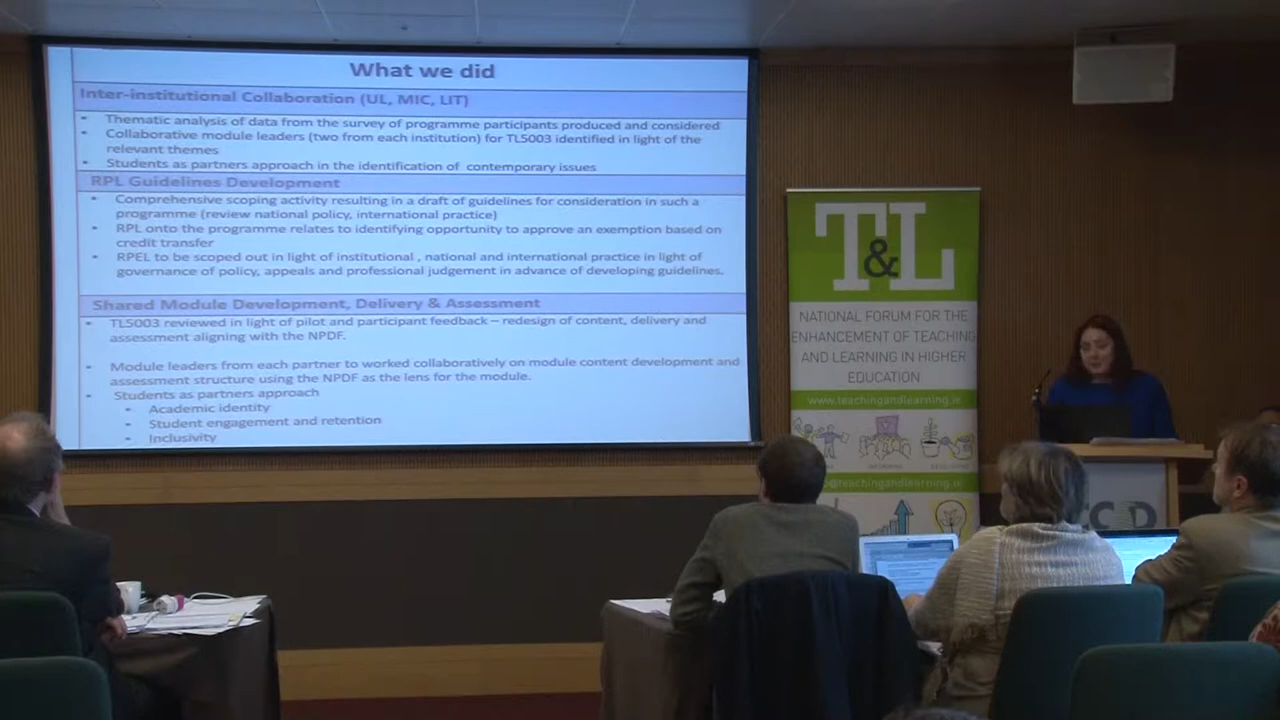 What we did
Inter-institutional Collaboration (UL, MIC, LIT)
• Thematic analysis of data from the survey of programme participants produced and considered
• Collaborative module leaders (two from each institution) for TL5003 identified in light of the
relevant themes
• Students as partners approach in the identification of contemporary issues
RPL Guidelines Development
• Comprehensive scoping activity resulting in a draft of guidelines for consideration in such a
programme (review national policy, international practice)
• RPL onto the programme relates to identifying opportunity to approve an exemption based on
credit transfer
• RPEL to be scoped out in light of institutional , national and international practice in light of
governance of policy, appeals and professional judgement in advance of developing guidelines.
Shared Module Development, Delivery & Assessment
• TL5003 reviewed in light of pilot and participant feedback – redesign of content, delivery and
assessment aligning with the NPDF.
• Module leaders from each partner to worked collaboratively on module content development and
assessment structure using the NPDF as the lens for the module.
• Students as partners approach
• Academic identity
• Student engagement and retention
• Inclusivity
T&L
NATIONAL FORUM FOR THE
ENHANCEMENT OF TEACHING
AND LEARNING IN HIGHER
EDUCATION
www.teachingandlearning.ie
@teachingandlearning.ie